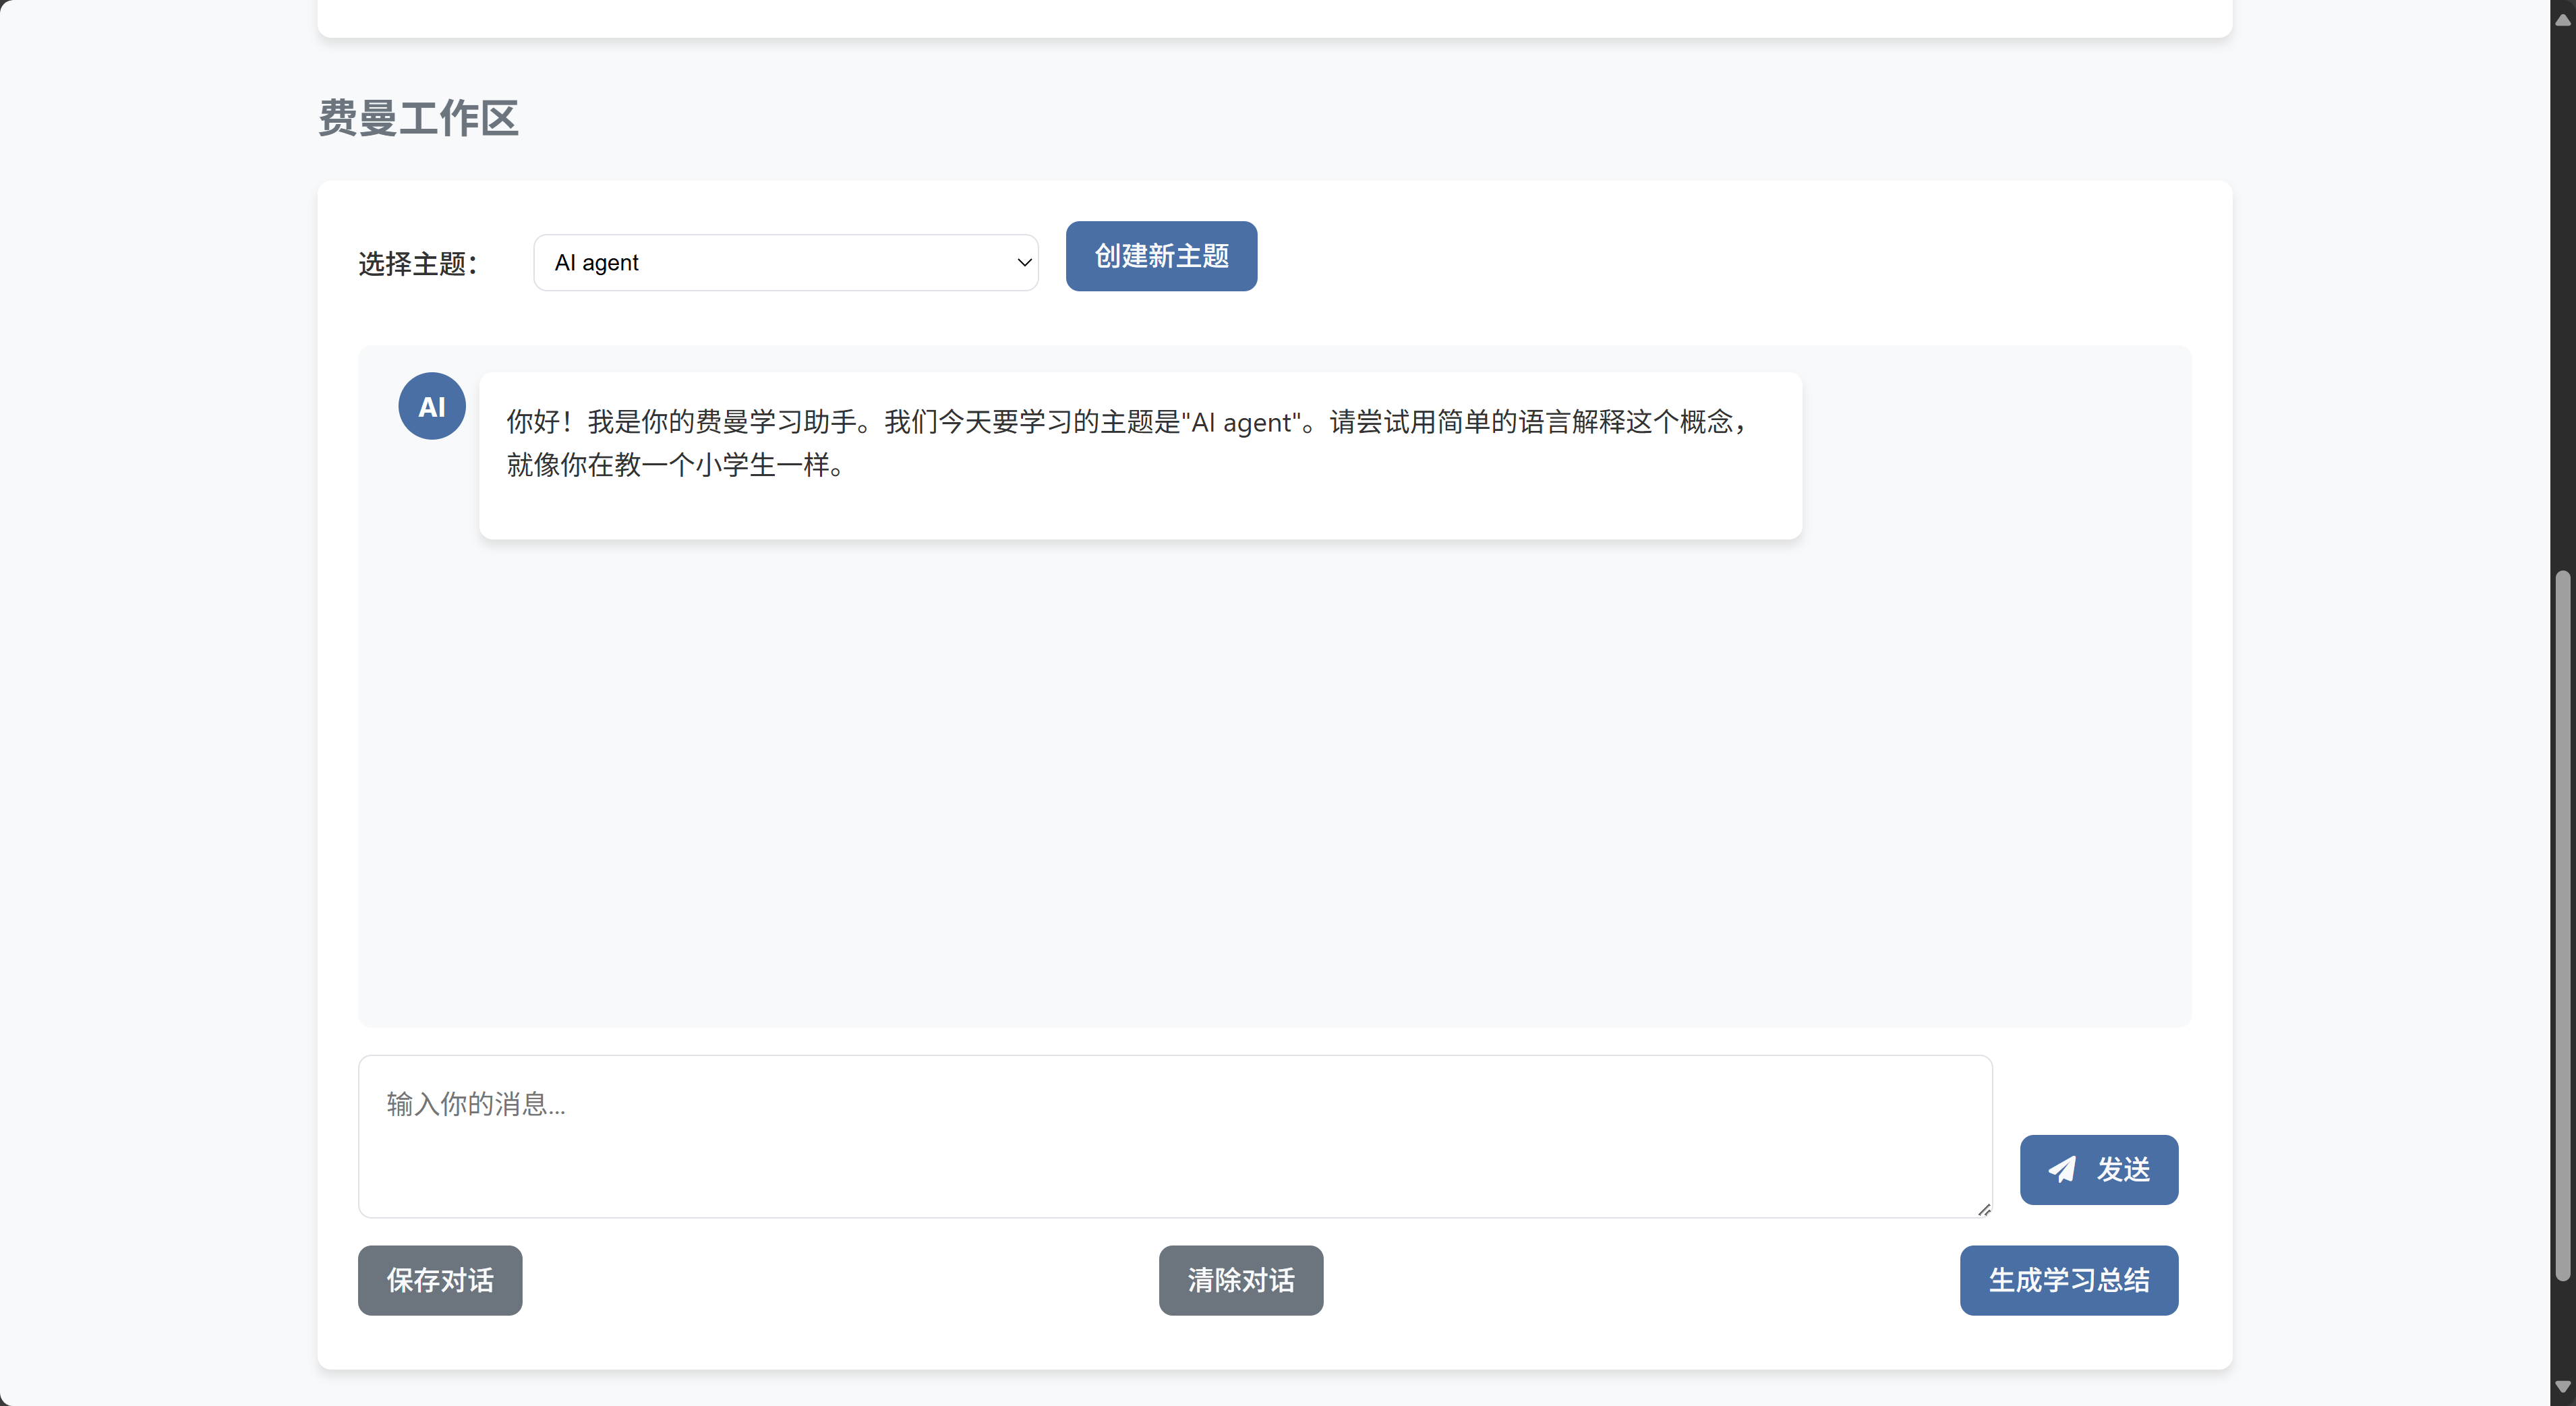 费曼工作区
选择主题：
AI agent
创建新主题
AI
你好！我是你的费曼学习助手。我们今天要学习的主题是"AI agent"。请尝试用简单的语言解释这个概念，
就像你在教一个小学生一样。
输入你的消息...
发送
保存对话
清除对话
生成学习总结